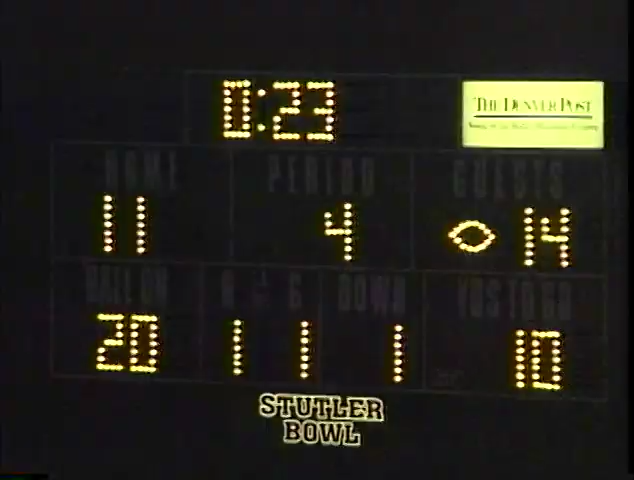 0:23
THE DENVER POST
HOME PERIOD GUESTS
11 4 14
BALL ON DOWN YDS TO GO
20 1 1 1 10
STUTLER
BOWL